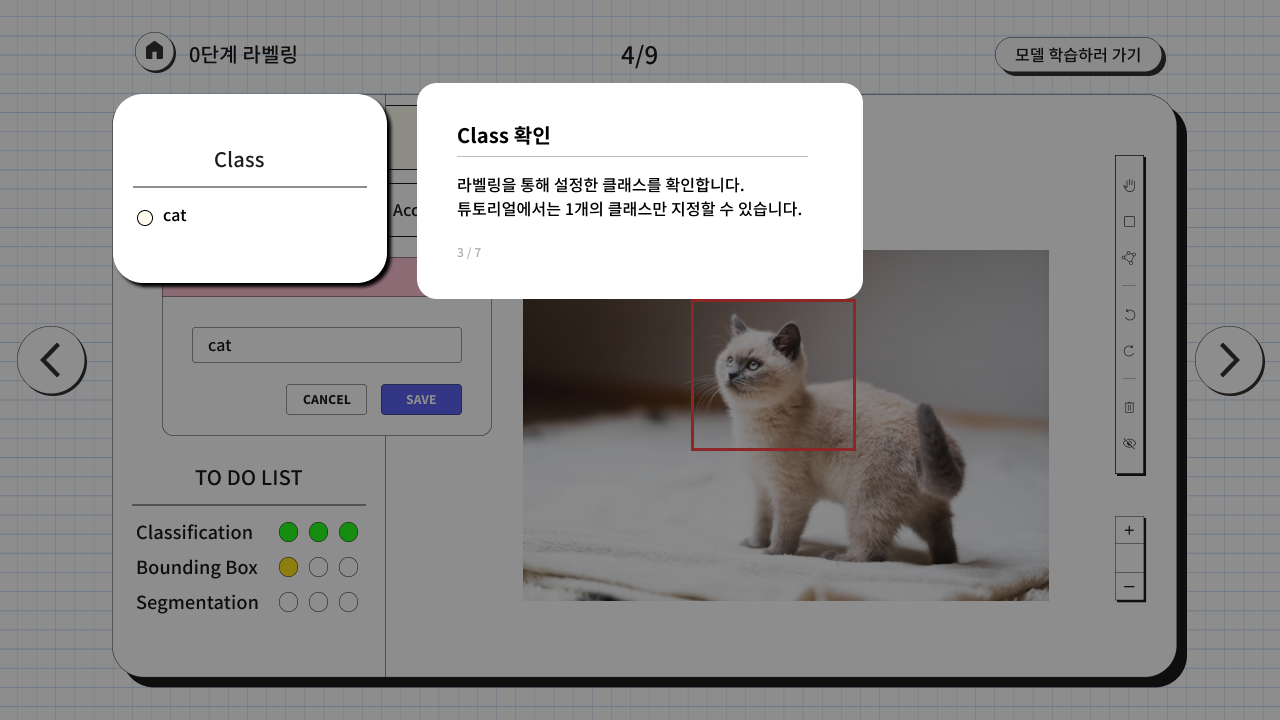 0단계 라벨링
4/9
모델 학습하러 가기
Class
cat
Class 확인
라벨링을 통해 설정한 클래스를 확인합니다.
튜토리얼에서는 1개의 클래스만 지정할 수 있습니다.
3 / 7
Acc
cat
CANCEL
SAVE
TO DO LIST
Classification
Bounding Box
Segmentation
+
−